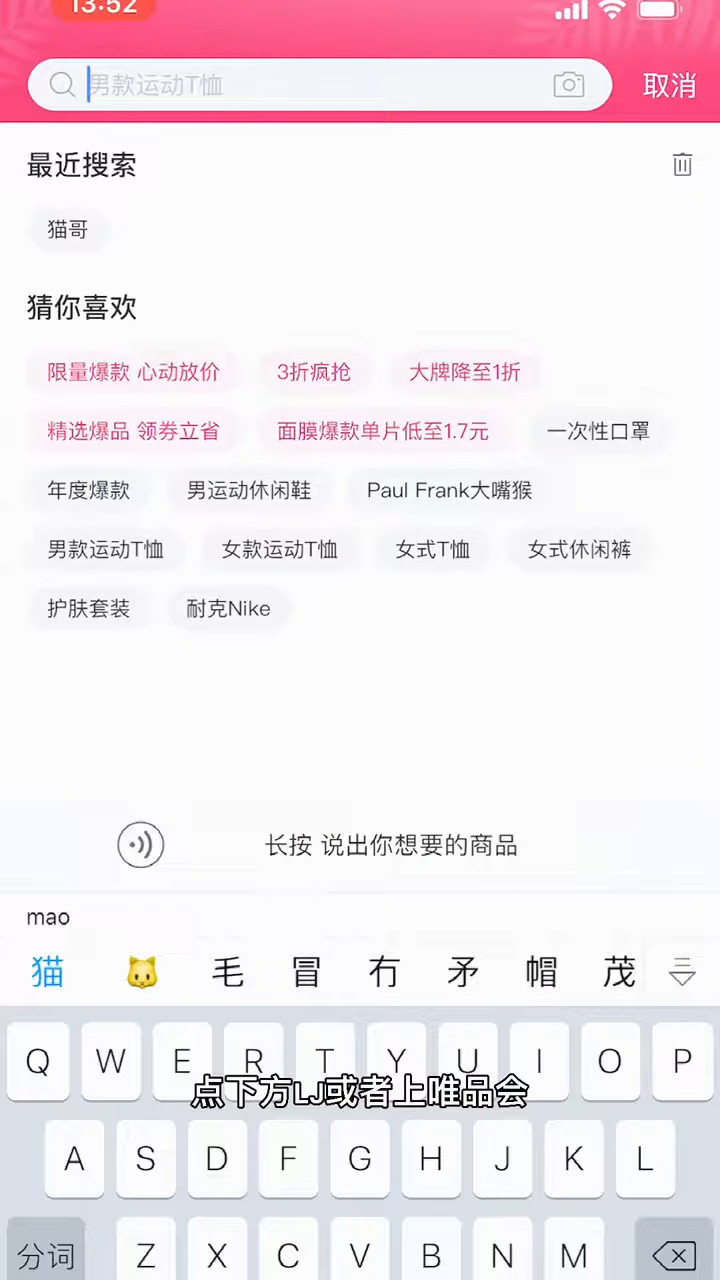 13:52
男款运动T恤
取消
最近搜索
猫哥
猜你喜欢
限量爆款 心动放价 3折疯抢 大牌降至1折
精选爆品 领券立省 面膜爆款单片低至1.7元 一次性口罩
年度爆款 男运动休闲鞋 Paul Frank大嘴猴
男款运动T恤 女款运动T恤 女式T恤 女式休闲裤
护肤套装 耐克Nike
长按 说出你想要的商品
mao
猫 🐱 毛 冒 冇 矛 帽 茂
Q W E R T Y U I O P
点下方LJ或者上唯品会
A S D F G H J K L
分词 Z X C V B N M